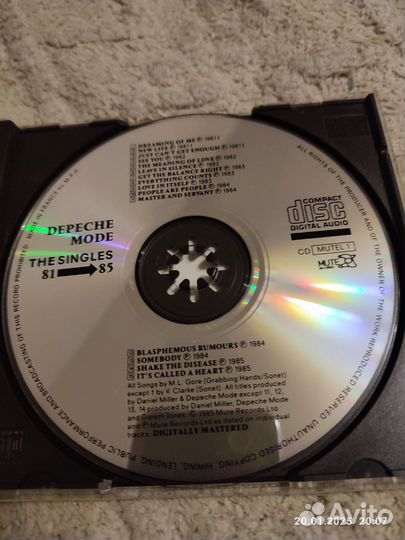 DREAMING OF ME ℗ 1981†
NEW LIFE ℗ 1981†
JUST CAN'T GET ENOUGH ℗ 1981†
SEE YOU ℗ 1982
THE MEANING OF LOVE ℗ 1982
LEAVE IN SILENCE ℗ 1982
GET THE BALANCE RIGHT ℗ 1983
EVERYTHING COUNTS ℗ 1983
LOVE IN ITSELF ℗ 1983
PEOPLE ARE PEOPLE ℗ 1984
MASTER AND SERVANT ℗ 1984
DEPECHE
MODE
THE SINGLES
81 → 85
COMPACT
disc
DIGITAL AUDIO
CD MUTEL 1
MUTE
BLASPHEMOUS RUMOURS ℗ 1984
SOMEBODY ℗ 1984
SHAKE THE DISEASE ℗ 1985
IT'S CALLED A HEART ℗ 1985
All Songs by M.L. Gore (Grabbing Hands/Sonet)
except † by V. Clarke (Sonet). All titles produced
by Daniel Miller & Depeche Mode except 11, 12,
13, 14 produced by Daniel Miller, Depeche Mode
and Gareth Jones. © 1985 Mute Records Ltd
and ℗ Mute Records Ltd as dated on individual
tracks. DIGITALLY MASTERED
MADE IN FRANCE by M.P.O.
ALL RIGHTS OF THE PRODUCER AND OF THE OWNER OF THE WORK REPRODUCED RESERVED. UNAUTHORISED COPYING, HIRING, LENDING, PUBLIC PERFORMANCE AND BROADCASTING OF THIS RECORD PROHIBITED.
Avito
20.01.2025 20:07